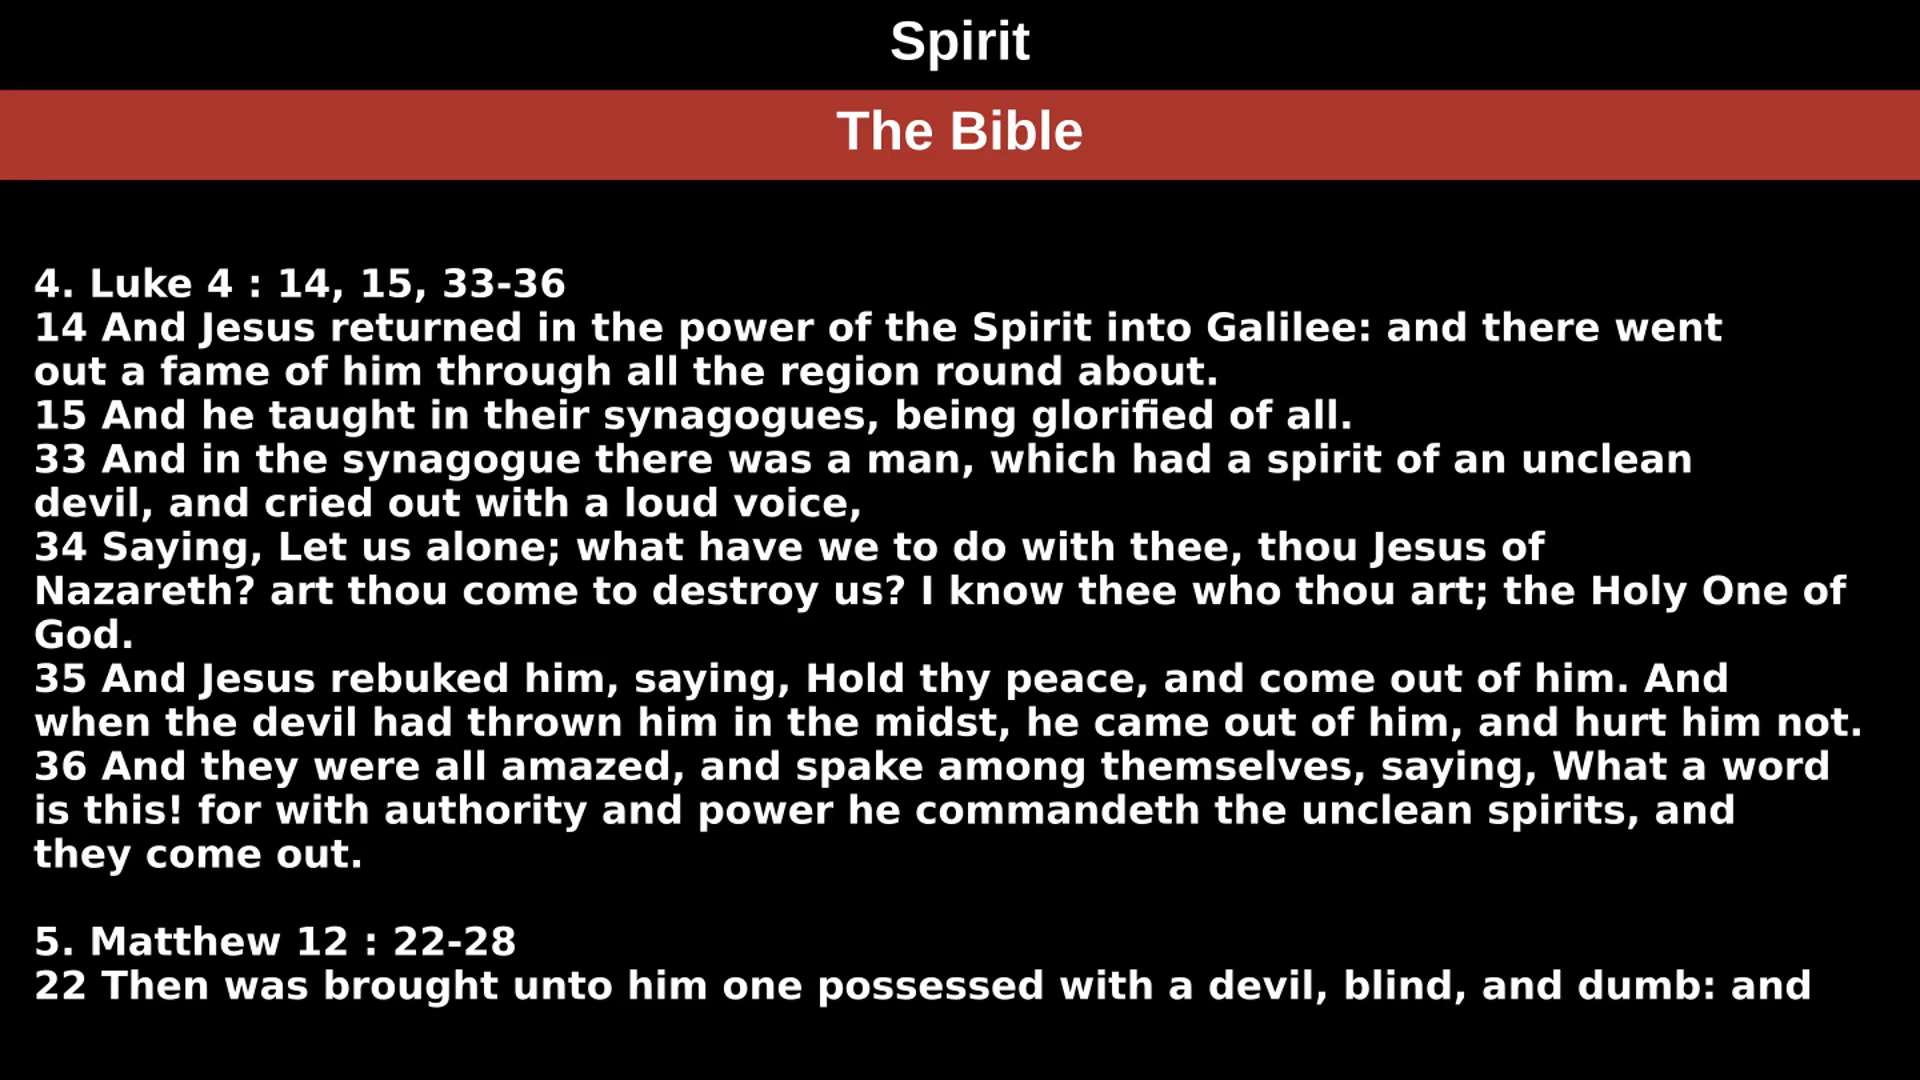 Spirit
The Bible
4. Luke 4 : 14, 15, 33-36
14 And Jesus returned in the power of the Spirit into Galilee: and there went
out a fame of him through all the region round about.
15 And he taught in their synagogues, being glorified of all.
33 And in the synagogue there was a man, which had a spirit of an unclean
devil, and cried out with a loud voice,
34 Saying, Let us alone; what have we to do with thee, thou Jesus of
Nazareth? art thou come to destroy us? I know thee who thou art; the Holy One of
God.
35 And Jesus rebuked him, saying, Hold thy peace, and come out of him. And
when the devil had thrown him in the midst, he came out of him, and hurt him not.
36 And they were all amazed, and spake among themselves, saying, What a word
is this! for with authority and power he commandeth the unclean spirits, and
they come out.
5. Matthew 12 : 22-28
22 Then was brought unto him one possessed with a devil, blind, and dumb: and